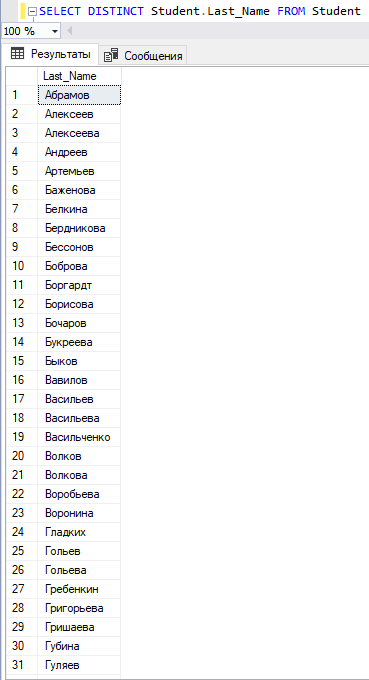 SELECT DISTINCT Student.Last_Name FROM Student
100 %
Результаты Сообщения
Last_Name
1 Абрамов
2 Алексеев
3 Алексеева
4 Андреев
5 Артемьев
6 Баженова
7 Белкина
8 Бердникова
9 Бессонов
10 Боброва
11 Боргардт
12 Борисова
13 Бочаров
14 Букреева
15 Быков
16 Вавилов
17 Васильев
18 Васильева
19 Васильченко
20 Волков
21 Волкова
22 Воробьева
23 Воронина
24 Гладких
25 Гольев
26 Гольева
27 Гребенкин
28 Григорьева
29 Гришаева
30 Губина
31 Гуляев